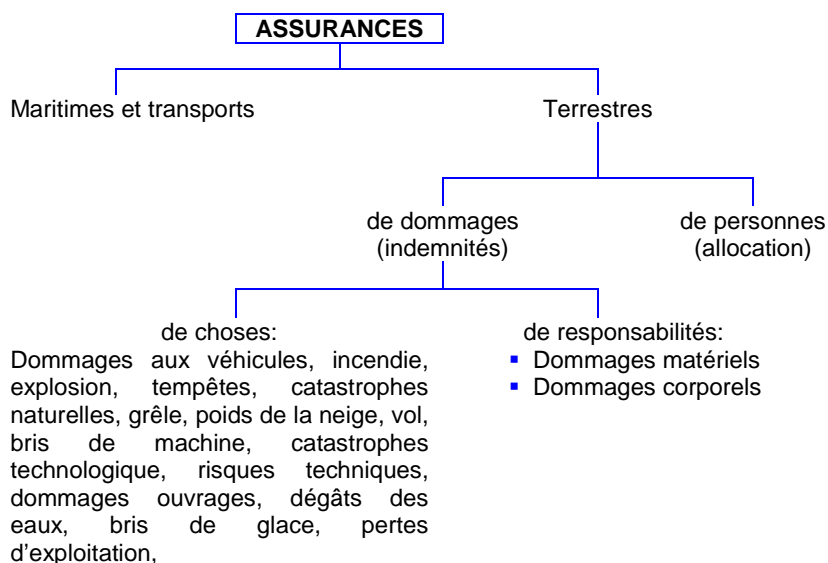 ASSURANCES
Maritimes et transports
Terrestres
de dommages
(indemnités)
de personnes
(allocation)
de choses:
Dommages aux véhicules, incendie,
explosion, tempêtes, catastrophes
naturelles, grêle, poids de la neige, vol,
bris de machine, catastrophes
technologique, risques techniques,
dommages ouvrages, dégâts des
eaux, bris de glace, pertes
d'exploitation,
de responsabilités:
▪ Dommages matériels
▪ Dommages corporels